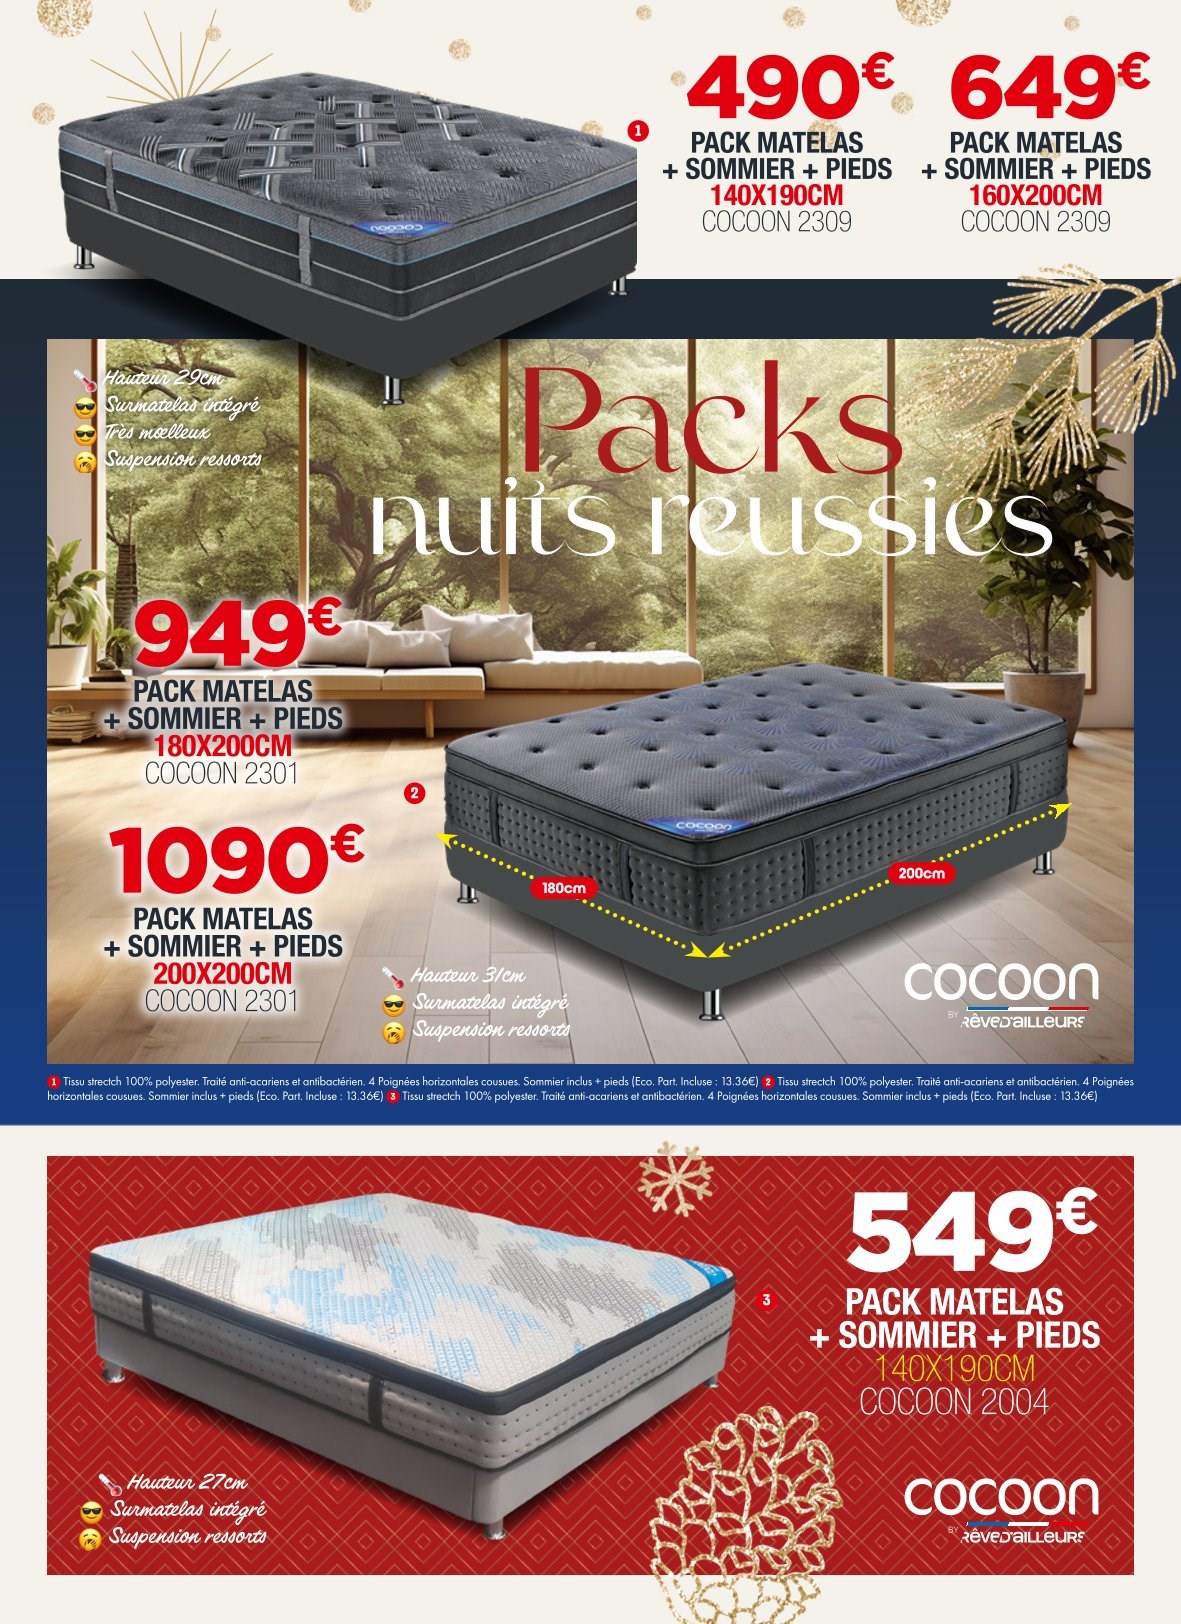 490€
PACK MATELAS
+ SOMMIER + PIEDS
140X190CM
COCOON 2309
649€
PACK MATELAS
+ SOMMIER + PIEDS
160X200CM
COCOON 2309
1
cocoon
Hauteur 29cm
Surmatelas intégré
Très mœlleux
Suspension ressorts
Packs
nuits reussies
949€
PACK MATELAS
+ SOMMIER + PIEDS
180X200CM
COCOON 2301
1090€
PACK MATELAS
+ SOMMIER + PIEDS
200X200CM
COCOON 2301
2
cocoon
180cm
200cm
Hauteur 31cm
Surmatelas intégré
Suspension ressorts
cocoon
BY RÊVED'AILLEURS
1 Tissu strectch 100% polyester. Traité anti-acariens et antibactérien. 4 Poignées horizontales cousues. Sommier inclus + pieds (Eco. Part. Incluse : 13.36€) 2 Tissu strectch 100% polyester. Traité anti-acariens et antibactérien. 4 Poignées
horizontales cousues. Sommier inclus + pieds (Eco. Part. Incluse : 13.36€) 3 Tissu strectch 100% polyester. Traité anti-acariens et antibactérien. 4 Poignées horizontales cousues. Sommier inclus + pieds (Eco. Part. Incluse : 13.36€)
549€
3
PACK MATELAS
+ SOMMIER + PIEDS
140X190CM
COCOON 2004
Hauteur 27cm
Surmatelas intégré
Suspension ressorts
cocoon
BY RÊVED'AILLEURS